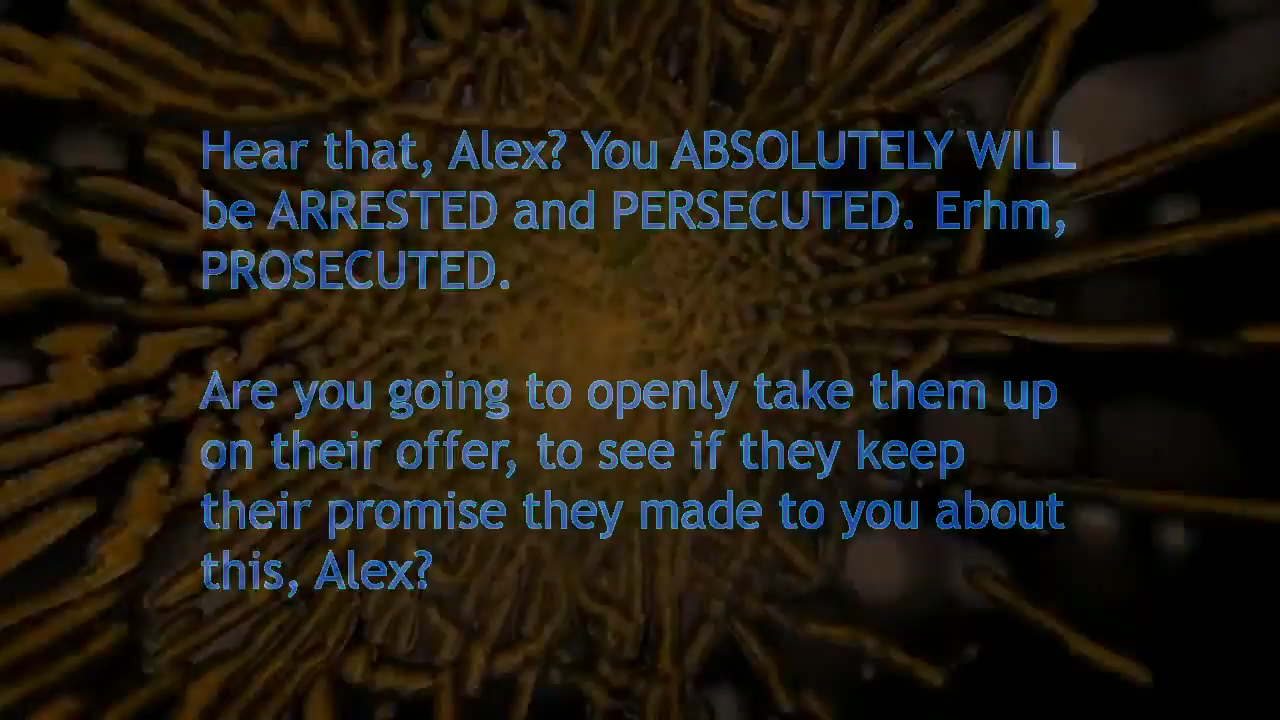 Hear that, Alex? You ABSOLUTELY WILL
be ARRESTED and PERSECUTED. Erhm,
PROSECUTED.
Are you going to openly take them up
on their offer, to see if they keep
their promise they made to you about
this, Alex?